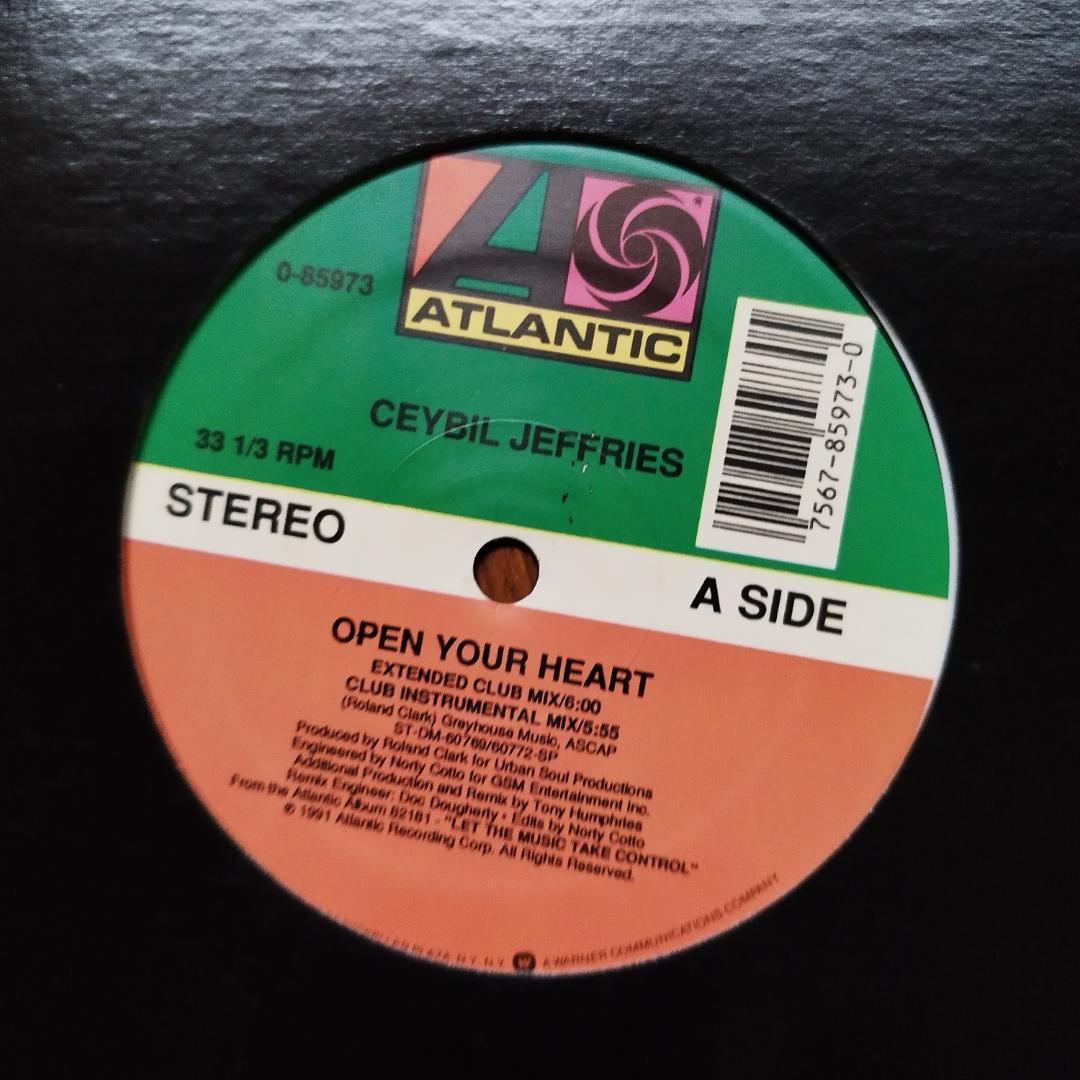 ATLANTIC
0-85973
7567-85973-0
CEYBIL JEFFRIES
33 1/3 RPM
STEREO
A SIDE
OPEN YOUR HEART
EXTENDED CLUB MIX/6:00
CLUB INSTRUMENTAL MIX/5:55
(Roland Clark) Greyhouse Music, ASCAP
ST-DM-60769/60772-SP
Produced by Roland Clark for Urban Soul Productions
Engineered by Norty Cotto for GSM Entertainment Inc.
Additional Production and Remix by Tony Humphries
Remix Engineer: Doc Dougherty • Edits by Norty Cotto
From the Atlantic Album 82181 - "LET THE MUSIC TAKE CONTROL"
© 1991 Atlantic Recording Corp. All Rights Reserved.
PLAZA, N.Y., N.Y. A WARNER COMMUNICATIONS COMPANY